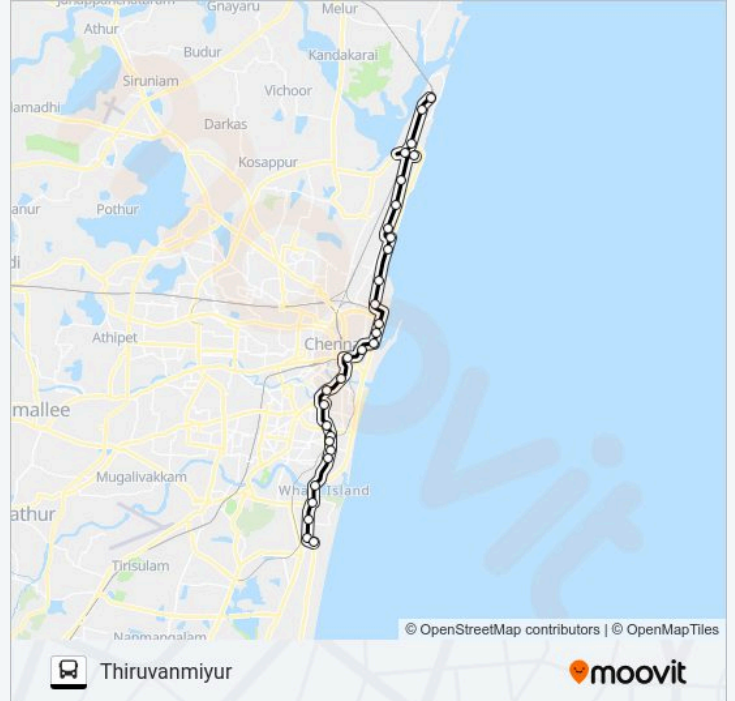 Janappanchatram
Gnayaru
Melur
Athur
Budur
Kandakarai
Siruniam
Vichoor
lamadhi
Darkas
Kosappur
anur
Pothur
di
Athipet
Chenn
mallee
Mugalivakkam
athur
Island
Tirisulam
Nanmangalam
© OpenStreetMap contributors | © OpenMapTiles
Thiruvanmiyur
moovit